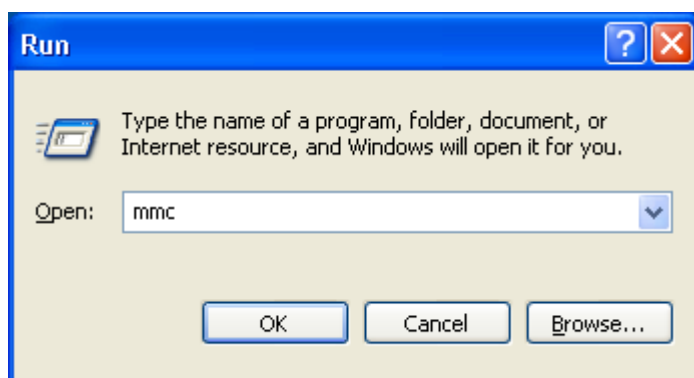 Run
?
Type the name of a program, folder, document, or
Internet resource, and Windows will open it for you.
Open: mmc
OK Cancel Browse...